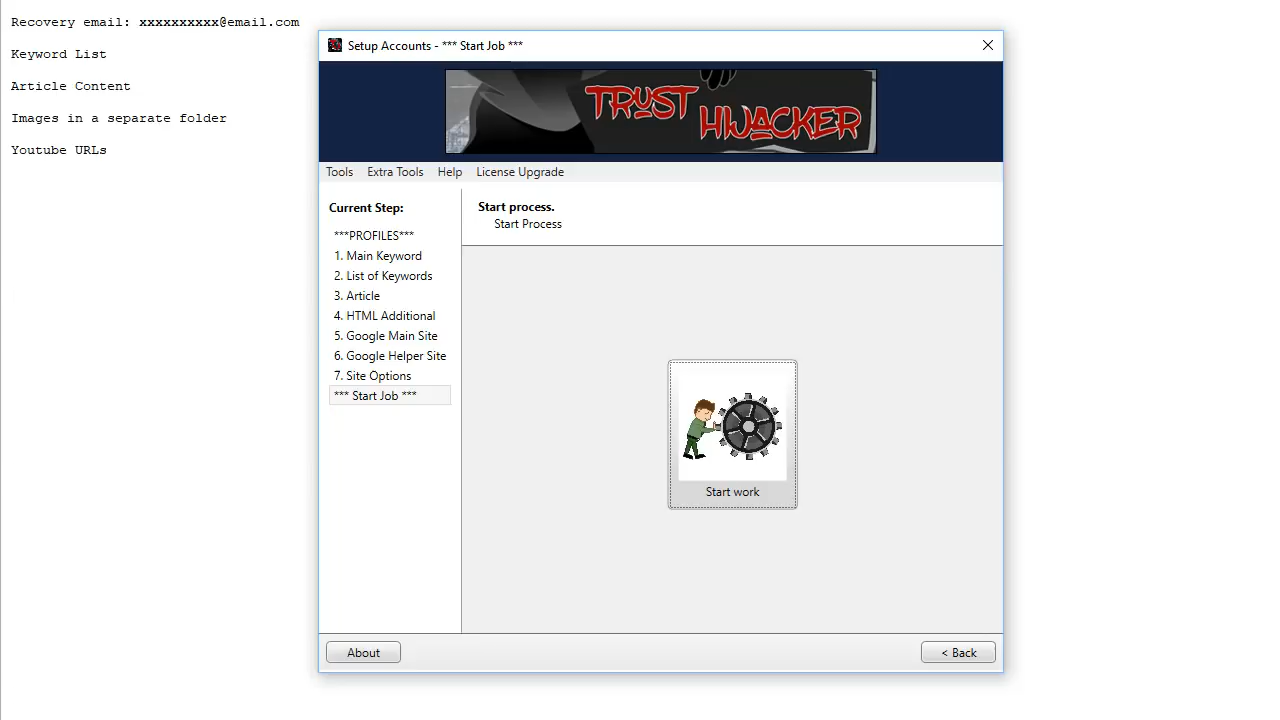 Recovery email: xxxxxxxxxx@email.com
Keyword List
Article Content
Images in a separate folder
Youtube URLs
Setup Accounts - *** Start Job ***
TRUST
HIJACKER
Tools Extra Tools Help License Upgrade
Current Step:
***PROFILES***
1. Main Keyword
2. List of Keywords
3. Article
4. HTML Additional
5. Google Main Site
6. Google Helper Site
7. Site Options
*** Start Job ***
Start process.
Start Process
Start work
About
< Back